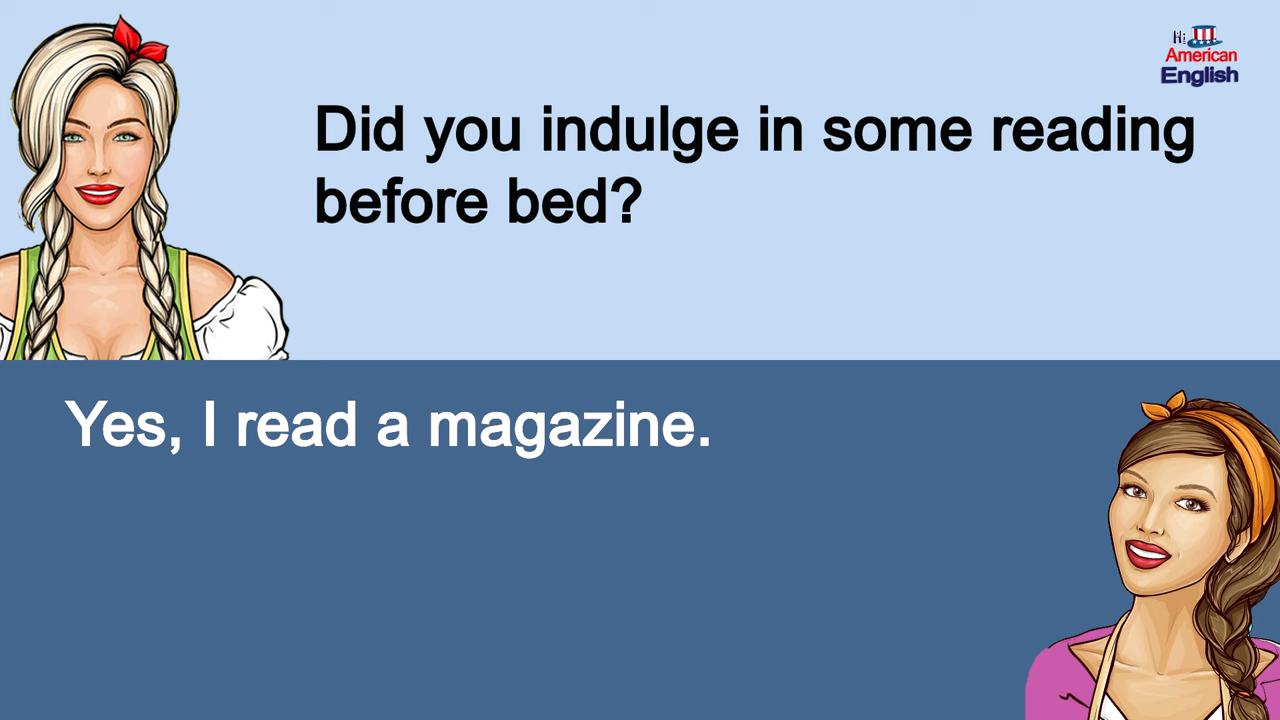 Hi
American
English
Did you indulge in some reading
before bed?
Yes, I read a magazine.